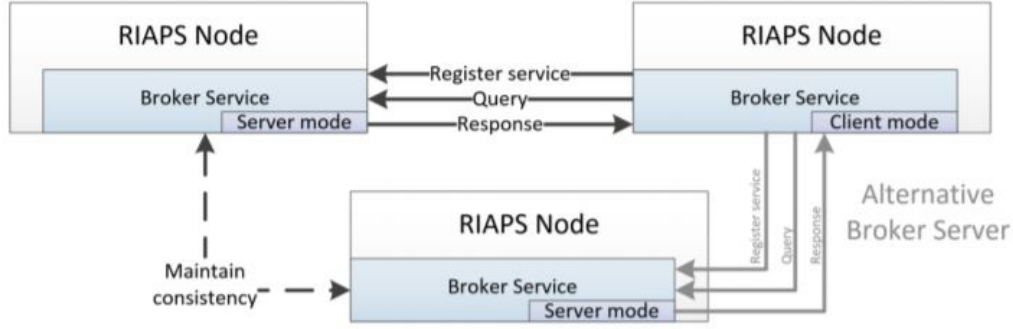 RIAPS Node
RIAPS Node
Register service
Broker Service
Query
Broker Service
Server mode
Response
Client mode
Register service
Query
Response
Alternative
Broker Server
RIAPS Node
Maintain
consistency
Broker Service
Server mode